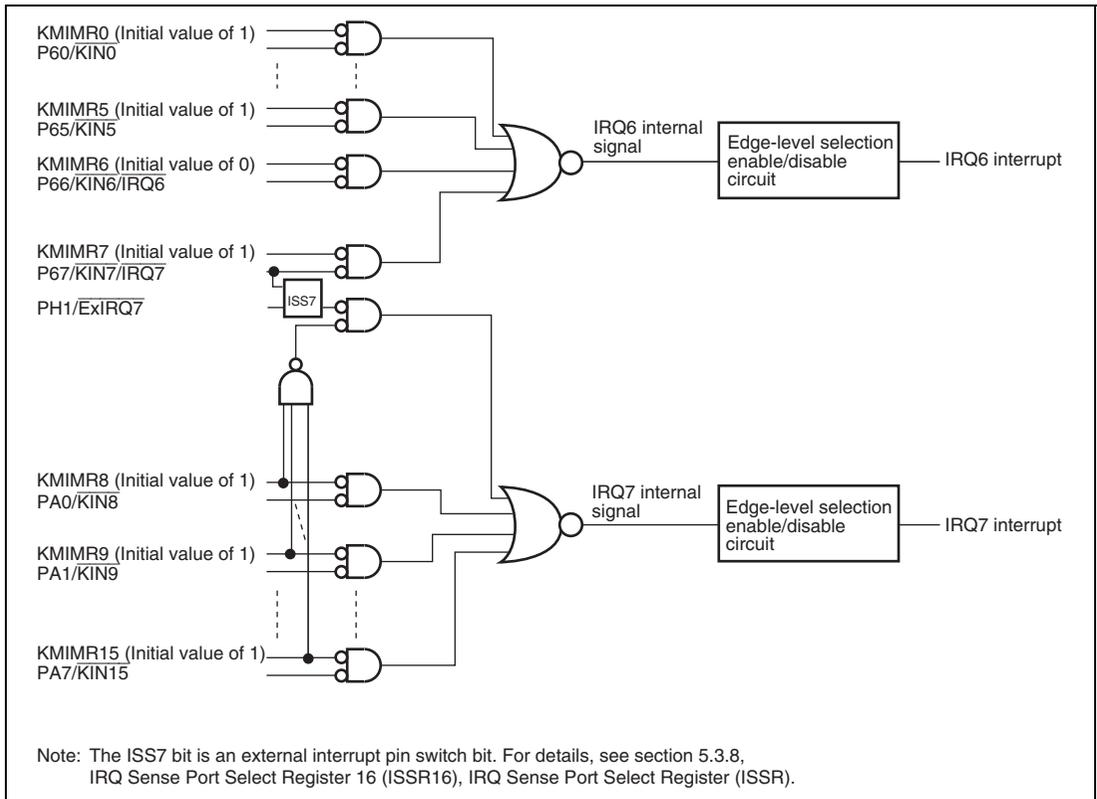 KMIMR0 (Initial value of 1)
P60/KIN0
KMIMR5 (Initial value of 1)
P65/KIN5
KMIMR6 (Initial value of 0)
P66/KIN6/IRQ6
IRQ6 internal
signal
Edge-level selection
enable/disable
circuit
IRQ6 interrupt
KMIMR7 (Initial value of 1)
P67/KIN7/IRQ7
PH1/ExIRQ7
ISS7
KMIMR8 (Initial value of 1)
PA0/KIN8
KMIMR9 (Initial value of 1)
PA1/KIN9
IRQ7 internal
signal
Edge-level selection
enable/disable
circuit
IRQ7 interrupt
KMIMR15 (Initial value of 1)
PA7/KIN15
Note: The ISS7 bit is an external interrupt pin switch bit. For details, see section 5.3.8,
IRQ Sense Port Select Register 16 (ISSR16), IRQ Sense Port Select Register (ISSR).